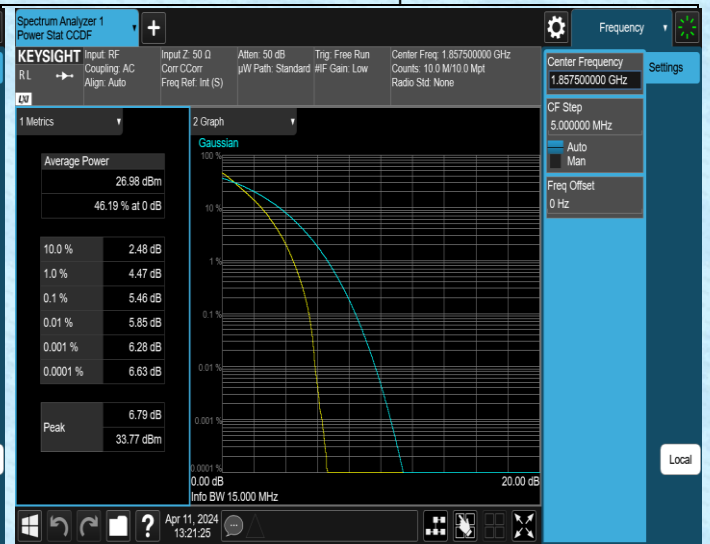 Spectrum Analyzer 1
Power Stat CCDF
+
Frequency
KEYSIGHT
RL
LXI
Input: RF
Coupling: AC
Align: Auto
Input Z: 50 Ω
Corr CCorr
Freq Ref: Int (S)
Atten: 50 dB
µW Path: Standard
Trig: Free Run
#IF Gain: Low
Center Freq: 1.857500000 GHz
Counts: 10.0 M/10.0 Mpt
Radio Std: None
Center Frequency
1.857500000 GHz
Settings
CF Step
5.000000 MHz
Auto
Man
Freq Offset
0 Hz
1 Metrics
Average Power
26.98 dBm
46.19 % at 0 dB
10.0 % 2.48 dB
1.0 % 4.47 dB
0.1 % 5.46 dB
0.01 % 5.85 dB
0.001 % 6.28 dB
0.0001 % 6.63 dB
Peak
6.79 dB
33.77 dBm
2 Graph
Gaussian
100 %
10 %
1 %
0.1 %
0.01 %
0.001 %
0.0001 %
0.00 dB 20.00 dB
Info BW 15.000 MHz
Local
?
Apr 11, 2024
13:21:25